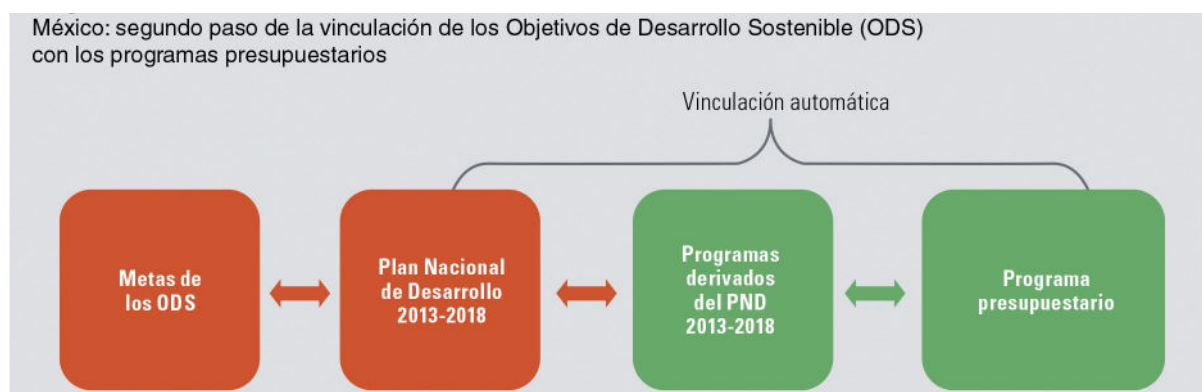 México: segundo paso de la vinculación de los Objetivos de Desarrollo Sostenible (ODS)
con los programas presupuestarios
Vinculación automática
Metas de
los ODS
Plan Nacional
de Desarrollo
2013-2018
Programas
derivados
del PND
2013-2018
Programa
presupuestario